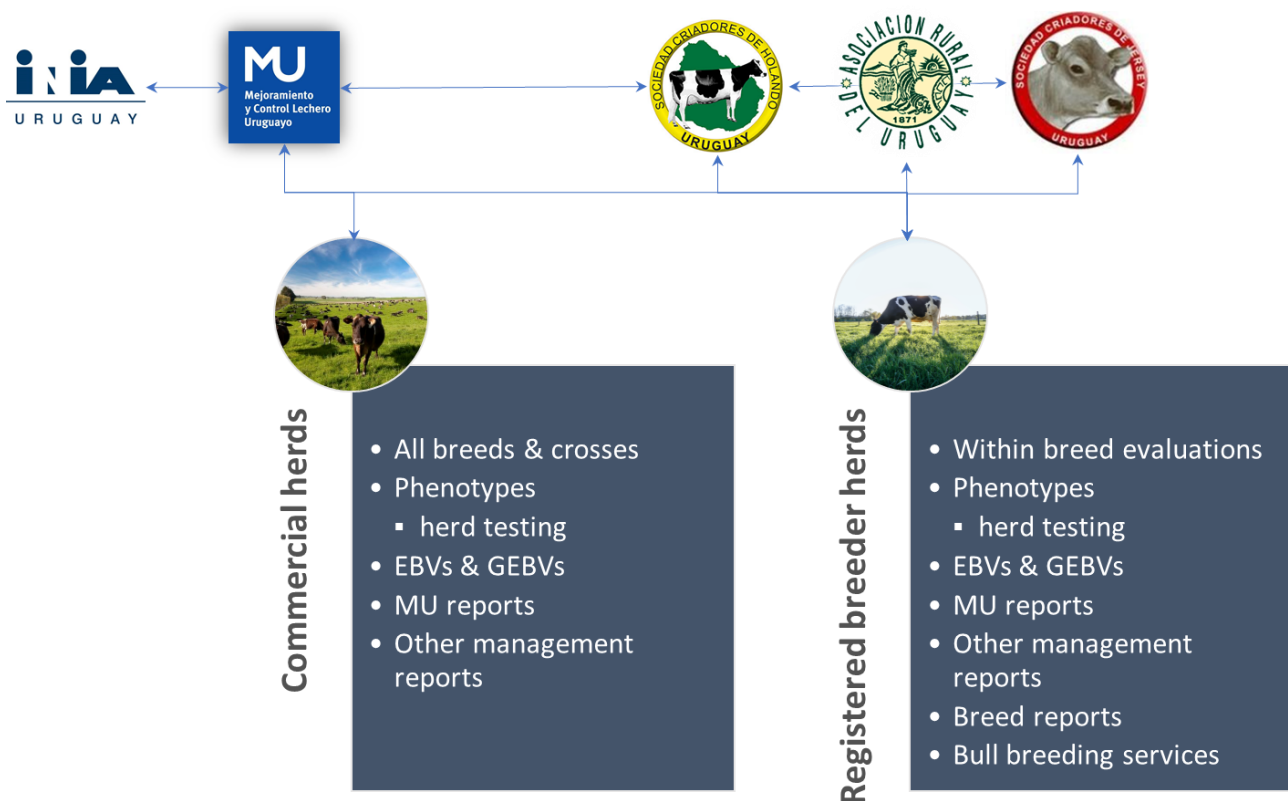 iNiA
URUGUAY
MU
Mejoramiento
y Control Lechero
Uruguayo
SOCIEDAD CRIADORES DE HOLANDO
URUGUAY
ASOCIACION RURAL
DEL URUGUAY
1871
SOCIEDAD CRIADORES DE JERSEY
URUGUAY
Commercial herds
• All breeds & crosses
• Phenotypes
▪ herd testing
• EBVs & GEBVs
• MU reports
• Other management
reports
Registered breeder herds
• Within breed evaluations
• Phenotypes
▪ herd testing
• EBVs & GEBVs
• MU reports
• Other management
reports
• Breed reports
• Bull breeding services